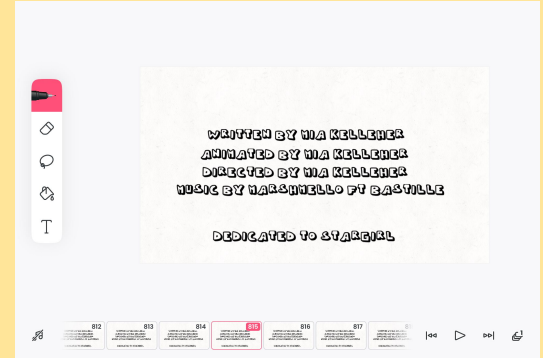 WRITTEN BY MIA KELLEHER
ANIMATED BY MIA KELLEHER
DIRECTED BY MIA KELLEHER
MUSIC BY MARSHMELLO FT BASTILLE
DEDICATED TO STARGIRL
T
812
813
814
815
816
817
1